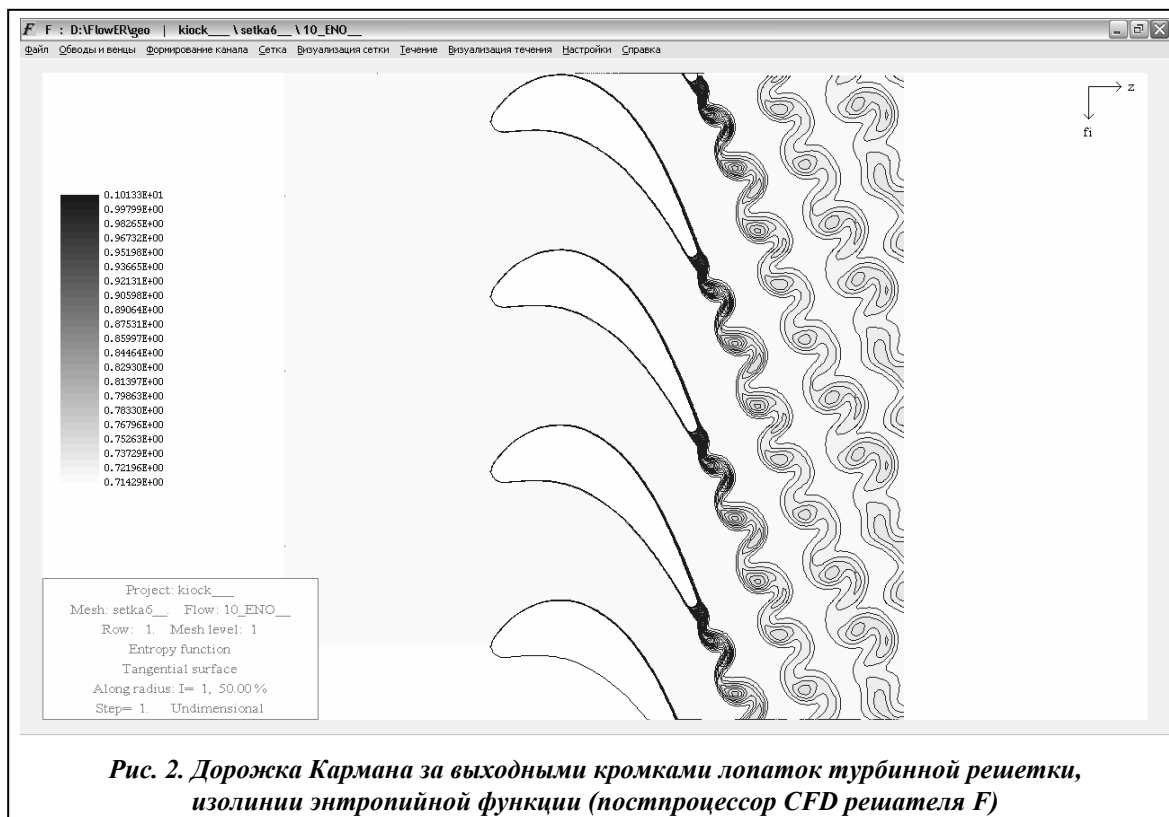 F F : D:\FlowER\geo | kiock___ \ setka6__ \ 10_ENO__
Файл Обводы и венцы Формирование канала Сетка Визуализация сетки Течение Визуализация течения Настройки Справка
z
fi
0.10133E+01
0.99799E+00
0.98265E+00
0.96732E+00
0.95198E+00
0.93665E+00
0.92131E+00
0.90598E+00
0.89064E+00
0.87531E+00
0.85997E+00
0.84464E+00
0.82930E+00
0.81397E+00
0.79863E+00
0.78330E+00
0.76796E+00
0.75263E+00
0.73729E+00
0.72196E+00
0.71429E+00
Project: kiock___
Mesh: setka6__. Flow: 10_ENO__
Row: 1. Mesh level: 1
Entropy function
Tangential surface
Along radius: I= 1, 50.00%
Step= 1. Undimensional
Рис. 2. Дорожка Кармана за выходными кромками лопаток турбинной решетки,
изолинии энтропийной функции (постпроцессор CFD решателя F)